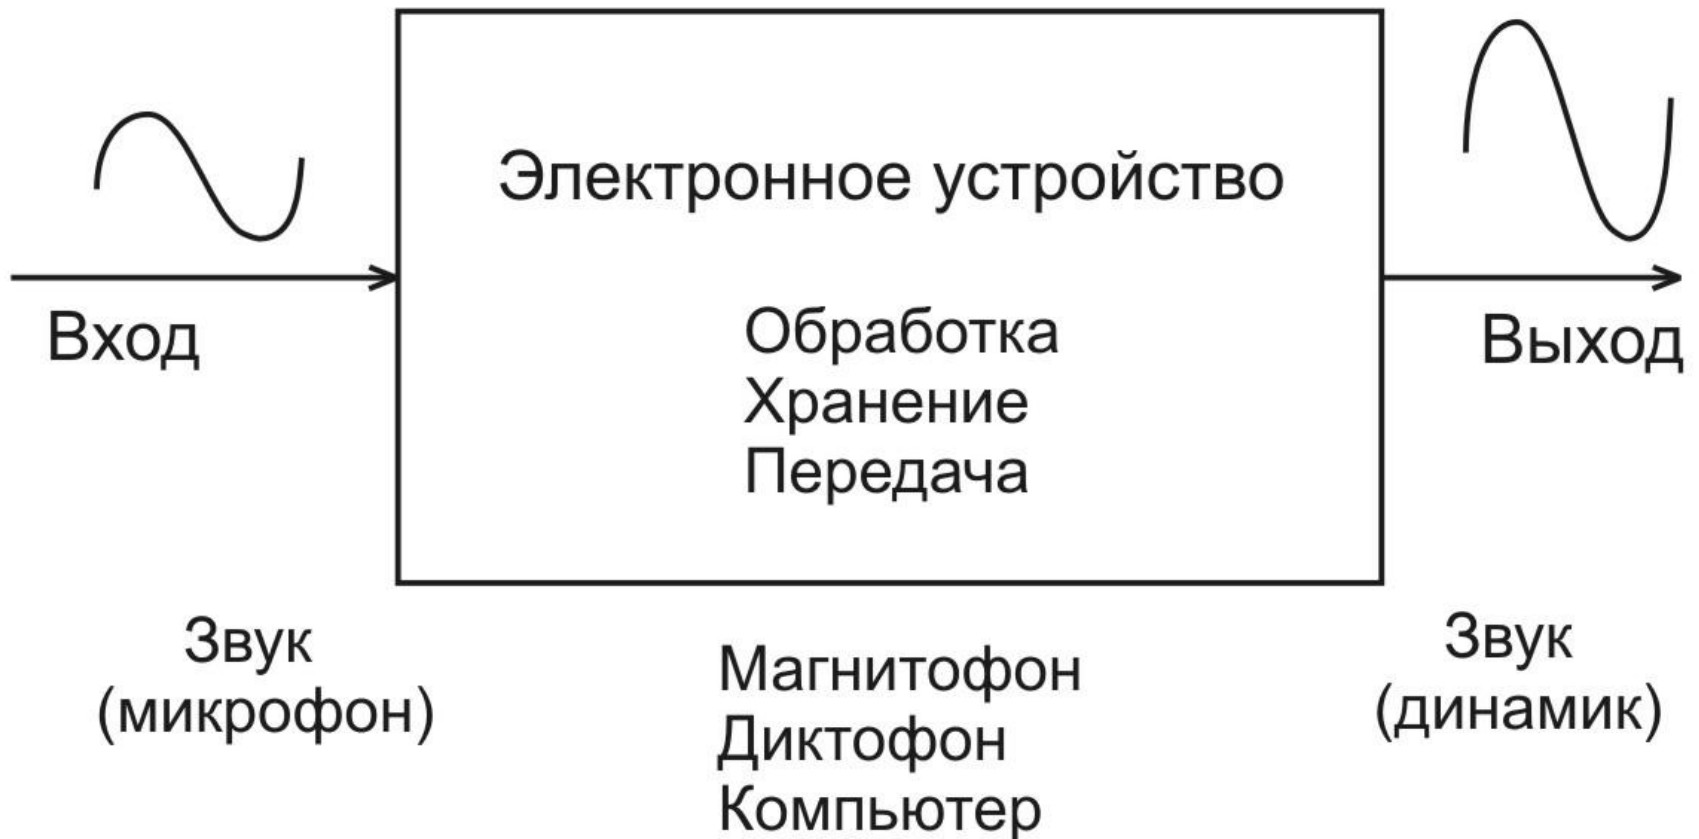 Электронное устройство
Вход
Обработка
Хранение
Передача
Выход
Звук
(микрофон)
Магнитофон
Диктофон
Компьютер
Звук
(динамик)